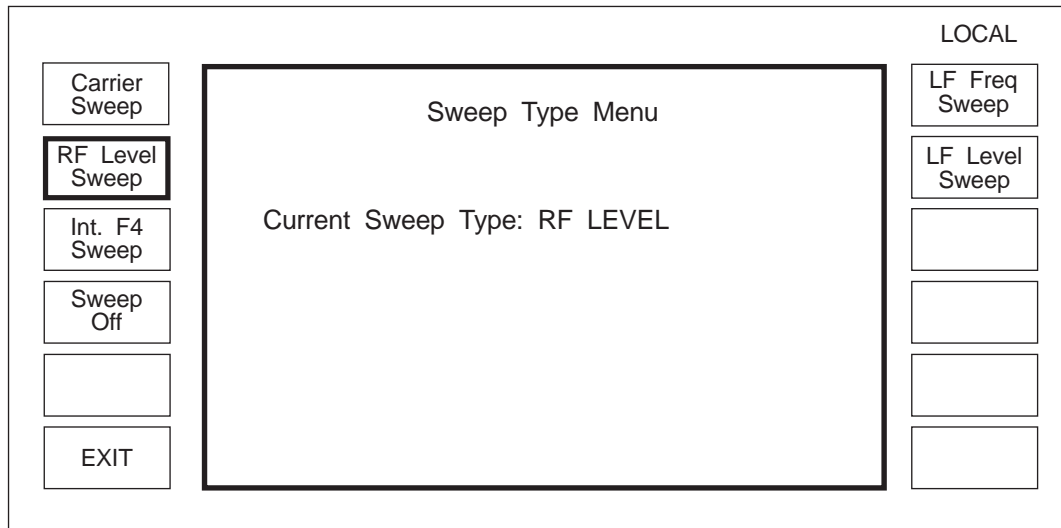 LOCAL
Carrier
Sweep
RF Level
Sweep
Int. F4
Sweep
Sweep
Off
EXIT
Sweep Type Menu
Current Sweep Type: RF LEVEL
LF Freq
Sweep
LF Level
Sweep